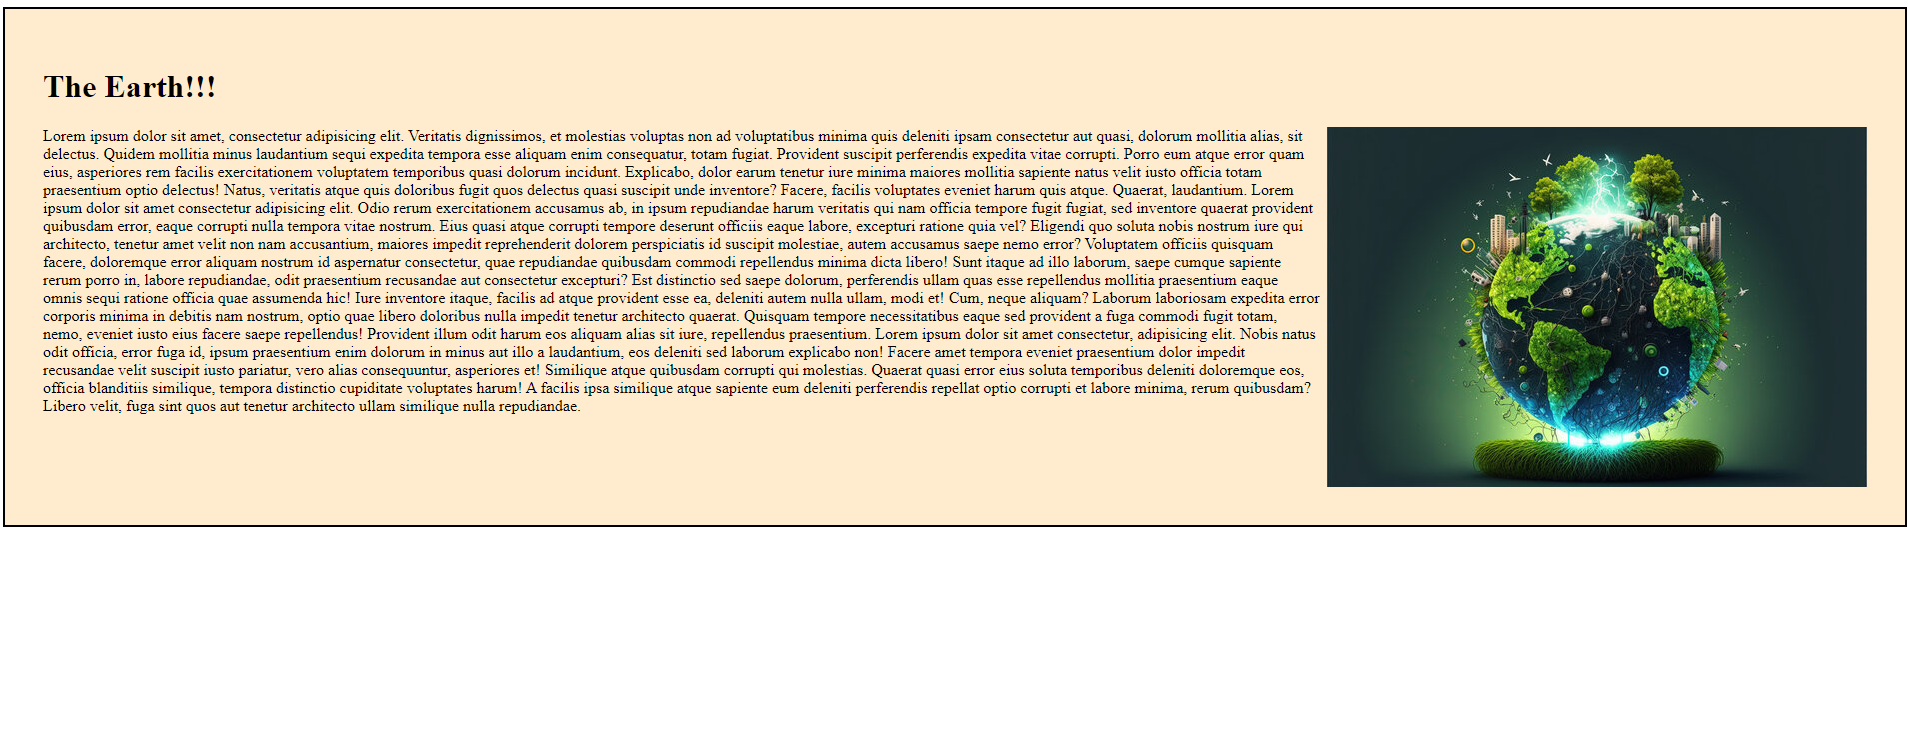 The Earth!!!
Lorem ipsum dolor sit amet, consectetur adipisicing elit. Veritatis dignissimos, et molestias voluptas non ad voluptatibus minima quis deleniti ipsam consectetur aut quasi, dolorum mollitia alias, sit
delectus. Quidem mollitia minus laudantium sequi expedita tempora esse aliquam enim consequatur, totam fugiat. Provident suscipit perferendis expedita vitae corrupti. Porro eum atque error quam
eius, asperiores rem facilis exercitationem voluptatem temporibus quasi dolorum incidunt. Explicabo, dolor earum tenetur iure minima maiores mollitia sapiente natus velit iusto officia totam
praesentium optio delectus! Natus, veritatis atque quis doloribus fugit quos delectus quasi suscipit unde inventore? Facere, facilis voluptates eveniet harum quis atque. Quaerat, laudantium. Lorem
ipsum dolor sit amet consectetur adipisicing elit. Odio rerum exercitationem accusamus ab, in ipsum repudiandae harum veritatis qui nam officia tempore fugit fugiat, sed inventore quaerat provident
quibusdam error, eaque corrupti nulla tempora vitae nostrum. Eius quasi atque corrupti tempore deserunt officiis eaque labore, excepturi ratione quia vel? Eligendi quo soluta nobis nostrum iure qui
architecto, tenetur amet velit non nam accusantium, maiores impedit reprehenderit dolorem perspiciatis id suscipit molestiae, autem accusamus saepe nemo error? Voluptatem officiis quisquam
facere, doloremque error aliquam nostrum id aspernatur consectetur, quae repudiandae quibusdam commodi repellendus minima dicta libero! Sunt itaque ad illo laborum, saepe cumque sapiente
rerum porro in, labore repudiandae, odit praesentium recusandae aut consectetur excepturi? Est distinctio sed saepe dolorum, perferendis ullam quas esse repellendus mollitia praesentium eaque
omnis sequi ratione officia quae assumenda hic! Iure inventore itaque, facilis ad atque provident esse ea, deleniti autem nulla ullam, modi et! Cum, neque aliquam? Laborum laboriosam expedita error
corporis minima in debitis nam nostrum, optio quae libero doloribus nulla impedit tenetur architecto quaerat. Quisquam tempore necessitatibus eaque sed provident a fuga commodi fugit totam,
nemo, eveniet iusto eius facere saepe repellendus! Provident illum odit harum eos aliquam alias sit iure, repellendus praesentium. Lorem ipsum dolor sit amet consectetur, adipisicing elit. Nobis natus
odit officia, error fuga id, ipsum praesentium enim dolorum in minus aut illo a laudantium, eos deleniti sed laborum explicabo non! Facere amet tempora eveniet praesentium dolor impedit
recusandae velit suscipit iusto pariatur, vero alias consequuntur, asperiores et! Similique atque quibusdam corrupti qui molestias. Quaerat quasi error eius soluta temporibus deleniti doloremque eos,
officia blanditiis similique, tempora distinctio cupiditate voluptates harum! A facilis ipsa similique atque sapiente eum deleniti perferendis repellat optio corrupti et labore minima, rerum quibusdam?
Libero velit, fuga sint quos aut tenetur architecto ullam similique nulla repudiandae.